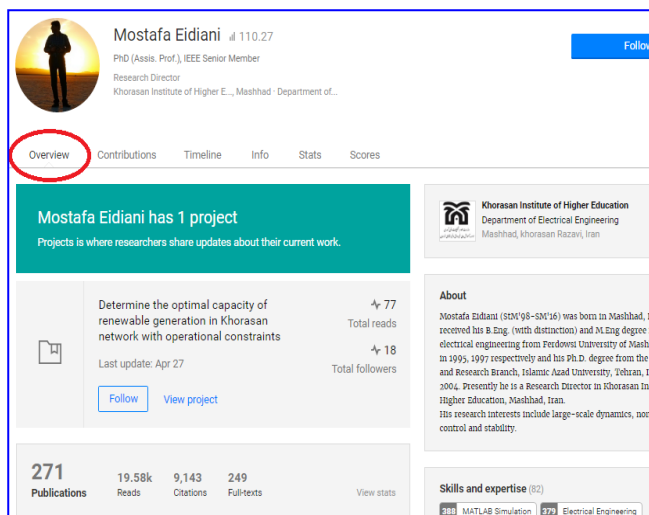 Mostafa Eidiani 110.27
PhD (Assis. Prof.), IEEE Senior Member
Research Director
Khorasan Institute of Higher E..., Mashhad · Department of...
Follow
Overview Contributions Timeline Info Stats Scores
Mostafa Eidiani has 1 project
Projects is where researchers share updates about their current work.
Determine the optimal capacity of
renewable generation in Khorasan
network with operational constraints
Last update: Apr 27
77
Total reads
18
Total followers
Follow View project
271 19.58k 9,143 249
Publications Reads Citations Full-texts View stats
Khorasan Institute of Higher Education
Department of Electrical Engineering
Mashhad, khorasan Razavi, Iran
About
Mostafa Eidiani (StM'98–SM'16) was born in Mashhad, I
received his B.Eng. (with distinction) and M.Eng degree
electrical engineering from Ferdowsi University of Mash
in 1995, 1997 respectively and his Ph.D. degree from the
and Research Branch, Islamic Azad University, Tehran, I
2004. Presently he is a Research Director in Khorasan In
Higher Education, Mashhad, Iran.
His research interests include large-scale dynamics, non
control and stability.
Skills and expertise (82)
388 MATLAB Simulation 379 Electrical Engineering